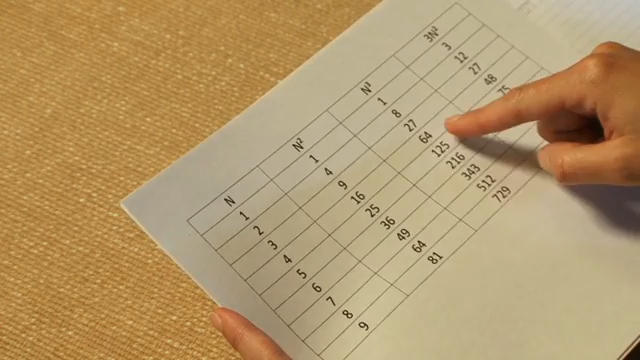 N N² N³ 3N²
1 1 1 3
2 4 8 12
3 9 27 27
4 16 64 48
5 25 125 75
6 36 216
7 49 343
8 64 512
9 81 729